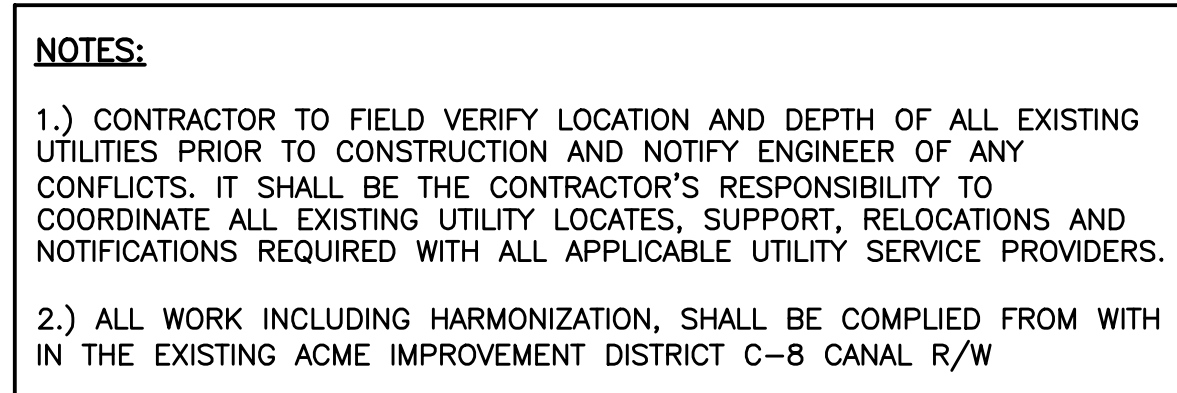 NOTES:
1.) CONTRACTOR TO FIELD VERIFY LOCATION AND DEPTH OF ALL EXISTING
UTILITIES PRIOR TO CONSTRUCTION AND NOTIFY ENGINEER OF ANY
CONFLICTS. IT SHALL BE THE CONTRACTOR'S RESPONSIBILITY TO
COORDINATE ALL EXISTING UTILITY LOCATES, SUPPORT, RELOCATIONS AND
NOTIFICATIONS REQUIRED WITH ALL APPLICABLE UTILITY SERVICE PROVIDERS.
2.) ALL WORK INCLUDING HARMONIZATION, SHALL BE COMPLIED FROM WITH
IN THE EXISTING ACME IMPROVEMENT DISTRICT C-8 CANAL R/W